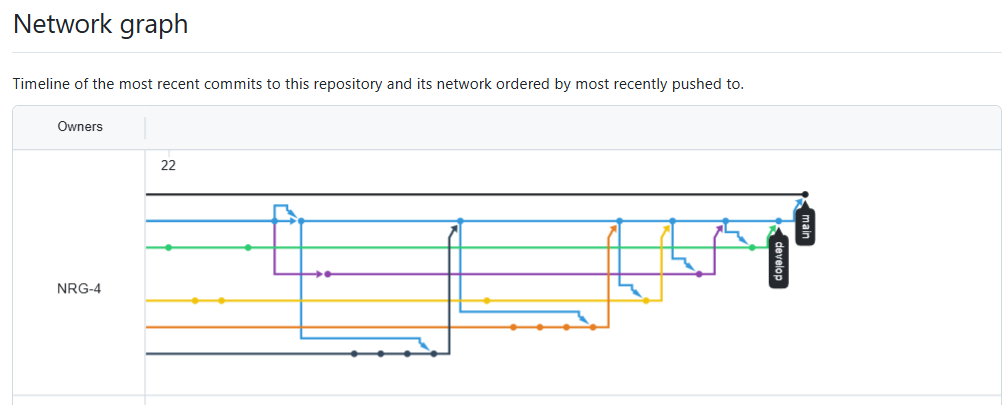 Network graph
Timeline of the most recent commits to this repository and its network ordered by most recently pushed to.
Owners
22
main
develop
NRG-4